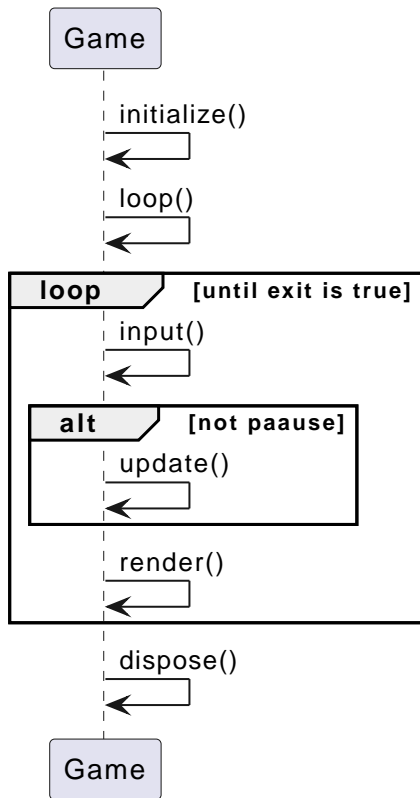 Game
initialize()
loop()
loop [until exit is true]
input()
alt [not paause]
update()
render()
dispose()
Game